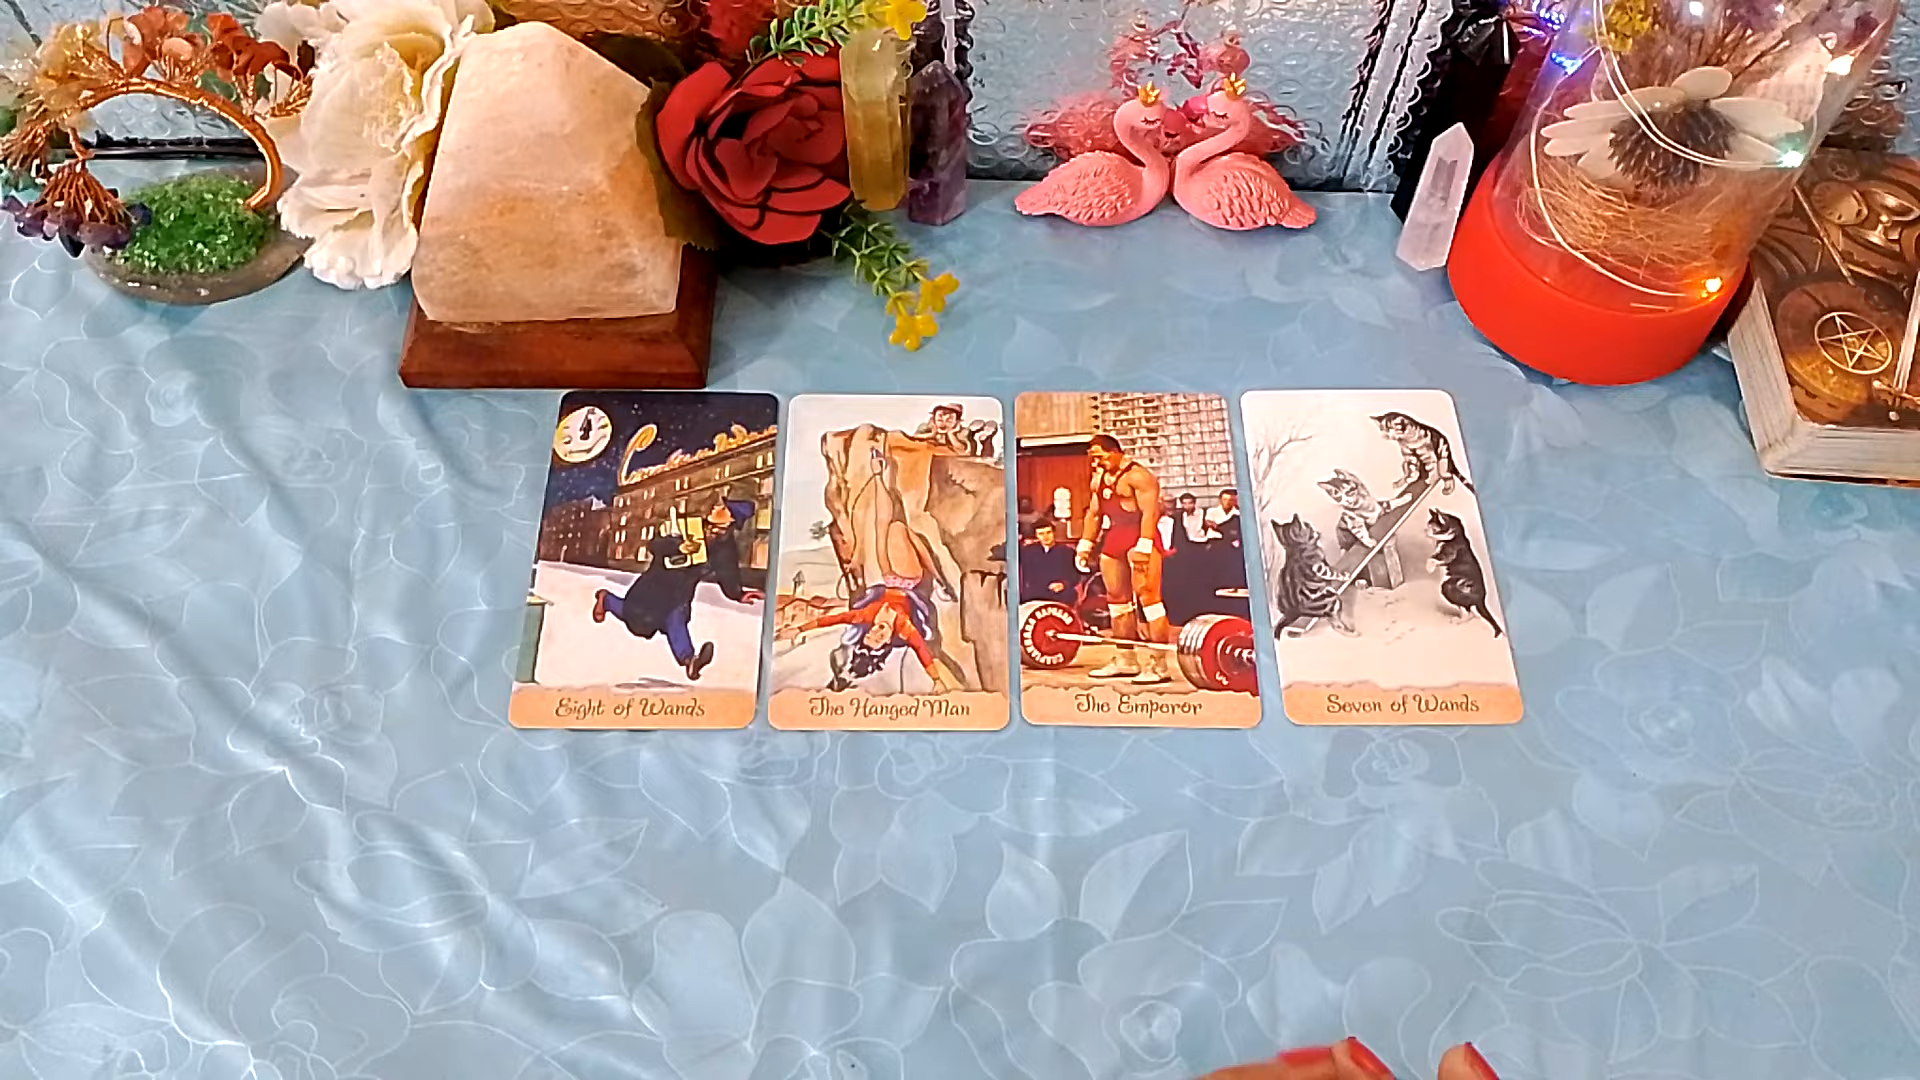 Eight of Wands
The Hanged Man
The Emperor
Seven of Wands